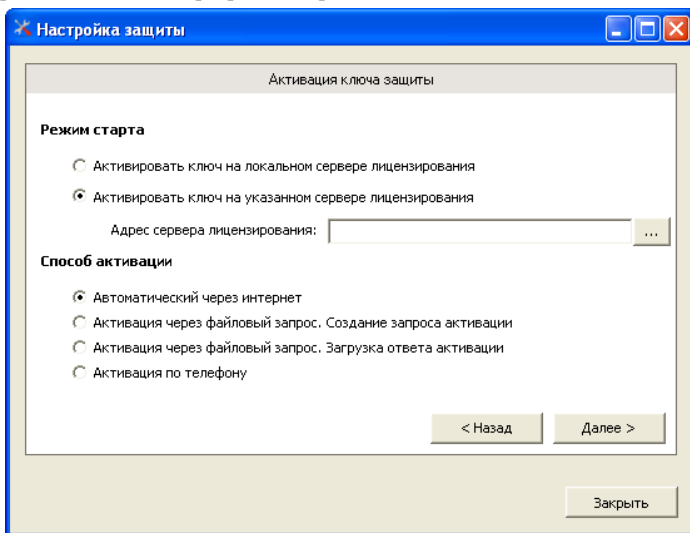 Настройка защиты
Активация ключа защиты
Режим старта
Активировать ключ на локальном сервере лицензирования
Активировать ключ на указанном сервере лицензирования
Адрес сервера лицензирования:
...
Способ активации
Автоматический через интернет
Активация через файловый запрос. Создание запроса активации
Активация через файловый запрос. Загрузка ответа активации
Активация по телефону
< Назад
Далее >
Закрыть